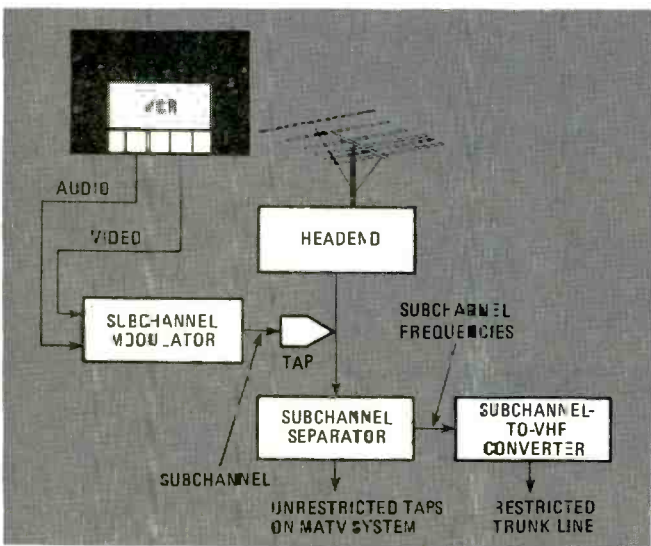 VCR
AUDIO
VIDEO
HEADEND
SUBCHANNEL
MODULATOR
TAP
SUBCHANNEL
FREQUENCIES
SUBCHANNEL
SEPARATOR
SUBCHANNEL-
TO-VHF
CONVERTER
SUBCHANNEL
UNRESTRICTED TAPS
ON MATV SYSTEM
RESTRICTED
TRUNK LINE